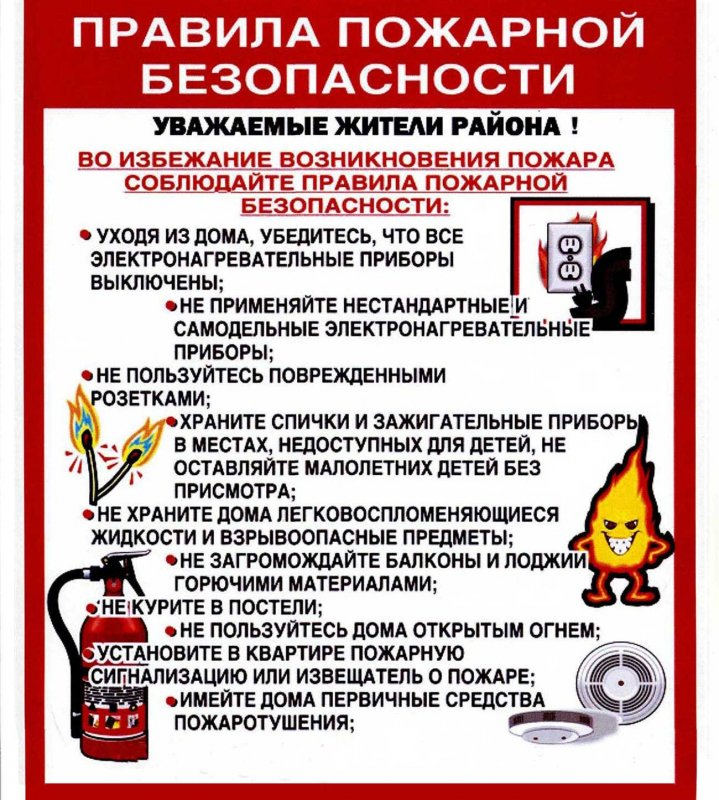 ПРАВИЛА ПОЖАРНОЙ
БЕЗОПАСНОСТИ
УВАЖАЕМЫЕ ЖИТЕЛИ РАЙОНА !
ВО ИЗБЕЖАНИЕ ВОЗНИКНОВЕНИЯ ПОЖАРА
СОБЛЮДАЙТЕ ПРАВИЛА ПОЖАРНОЙ
БЕЗОПАСНОСТИ:
• УХОДЯ ИЗ ДОМА, УБЕДИТЕСЬ, ЧТО ВСЕ
ЭЛЕКТРОНАГРЕВАТЕЛЬНЫЕ ПРИБОРЫ
ВЫКЛЮЧЕНЫ;
•НЕ ПРИМЕНЯЙТЕ НЕСТАНДАРТНЫЕ И
САМОДЕЛЬНЫЕ ЭЛЕКТРОНАГРЕВАТЕЛЬНЫЕ
ПРИБОРЫ;
•НЕ ПОЛЬЗУЙТЕСЬ ПОВРЕЖДЕННЫМИ
РОЗЕТКАМИ;
•ХРАНИТЕ СПИЧКИ И ЗАЖИГАТЕЛЬНЫЕ ПРИБОРЫ
В МЕСТАХ, НЕДОСТУПНЫХ ДЛЯ ДЕТЕЙ, НЕ
ОСТАВЛЯЙТЕ МАЛОЛЕТНИХ ДЕТЕЙ БЕЗ
ПРИСМОТРА;
•НЕ ХРАНИТЕ ДОМА ЛЕГКОВОСПЛОМЕНЯЮЩИЕСЯ
ЖИДКОСТИ И ВЗРЫВООПАСНЫЕ ПРЕДМЕТЫ;
•НЕ ЗАГРОМОЖДАЙТЕ БАЛКОНЫ И ЛОДЖИИ
ГОРЮЧИМИ МАТЕРИАЛАМИ;
•НЕ КУРИТЕ В ПОСТЕЛИ;
•НЕ ПОЛЬЗУЙТЕСЬ ДОМА ОТКРЫТЫМ ОГНЕМ;
•УСТАНОВИТЕ В КВАРТИРЕ ПОЖАРНУЮ
СИГНАЛИЗАЦИЮ ИЛИ ИЗВЕЩАТЕЛЬ О ПОЖАРЕ;
•ИМЕЙТЕ ДОМА ПЕРВИЧНЫЕ СРЕДСТВА
ПОЖАРОТУШЕНИЯ;